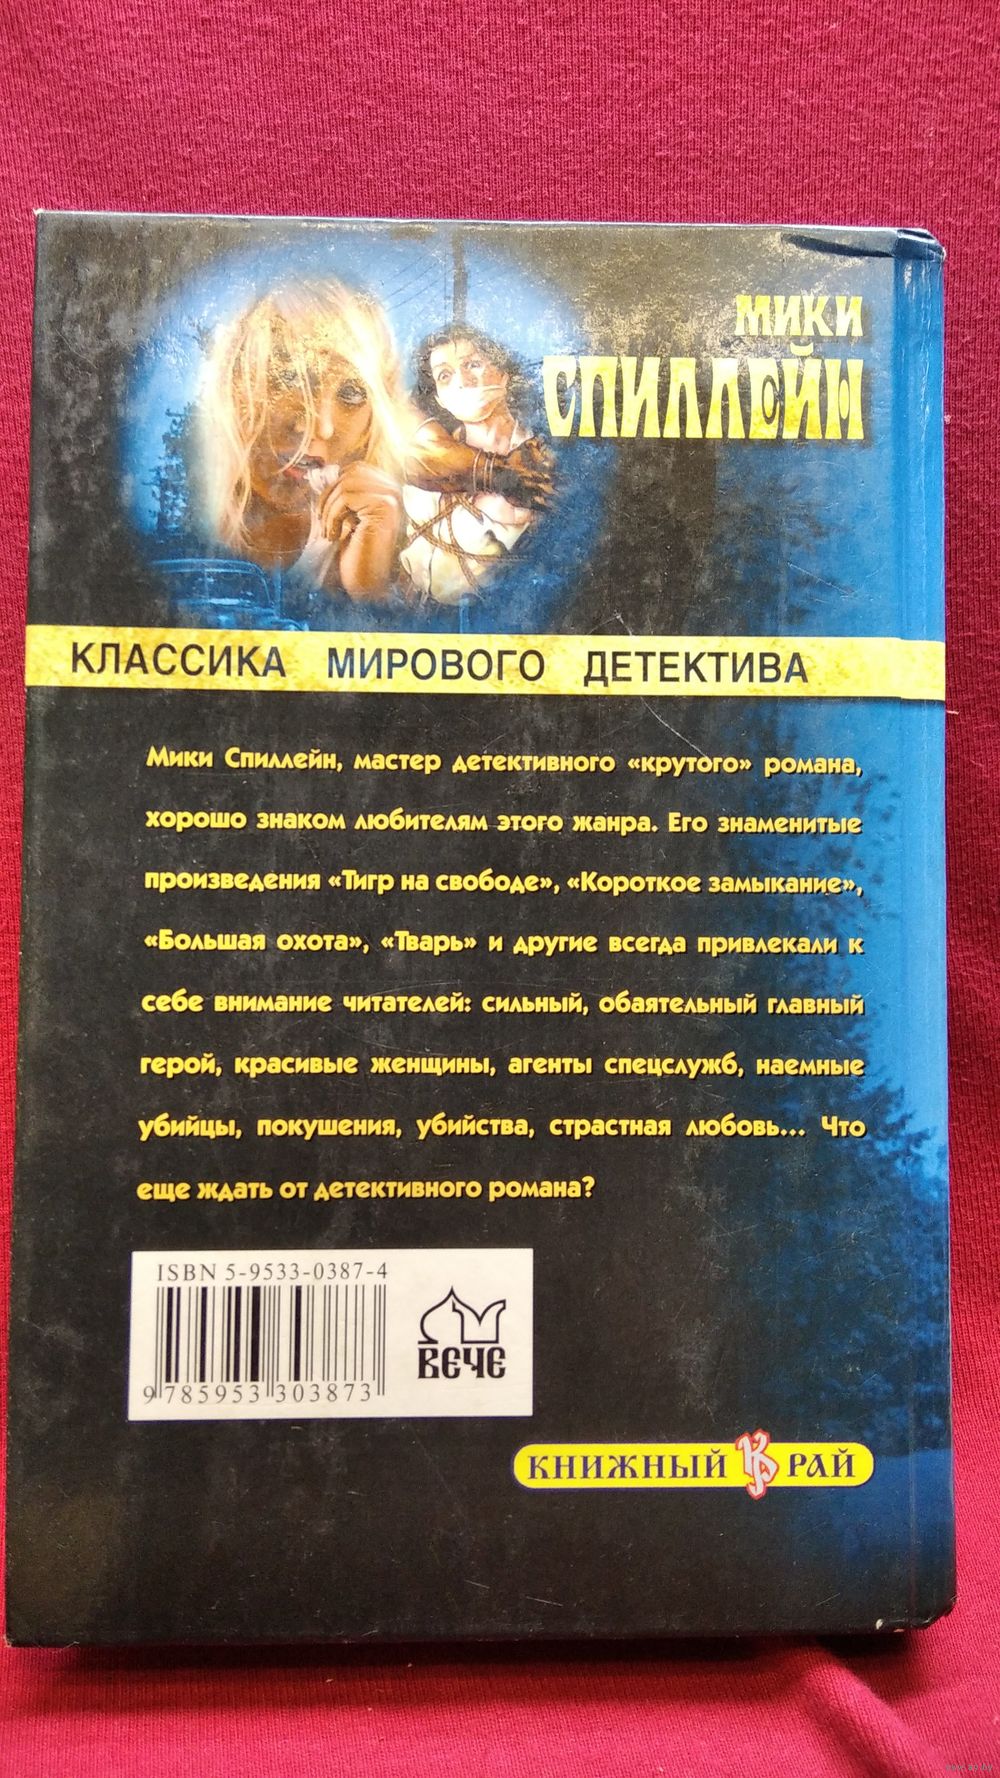 МИКИ
СПИЛЛЕЙН
КЛАССИКА МИРОВОГО ДЕТЕКТИВА
Мики Спиллейн, мастер детективного «крутого» романа,
хорошо знаком любителям этого жанра. Его знаменитые
произведения «Тигр на свободе», «Короткое замыкание»,
«Большая охота», «Тварь» и другие всегда привлекали к
себе внимание читателей: сильный, обаятельный главный
герой, красивые женщины, агенты спецслужб, наемные
убийцы, покушения, убийства, страстная любовь... Что
еще ждать от детективного романа?
ISBN 5-9533-0387-4
9 785953 303873
ВЕЧЕ
КНИЖНЫЙ КРАЙ